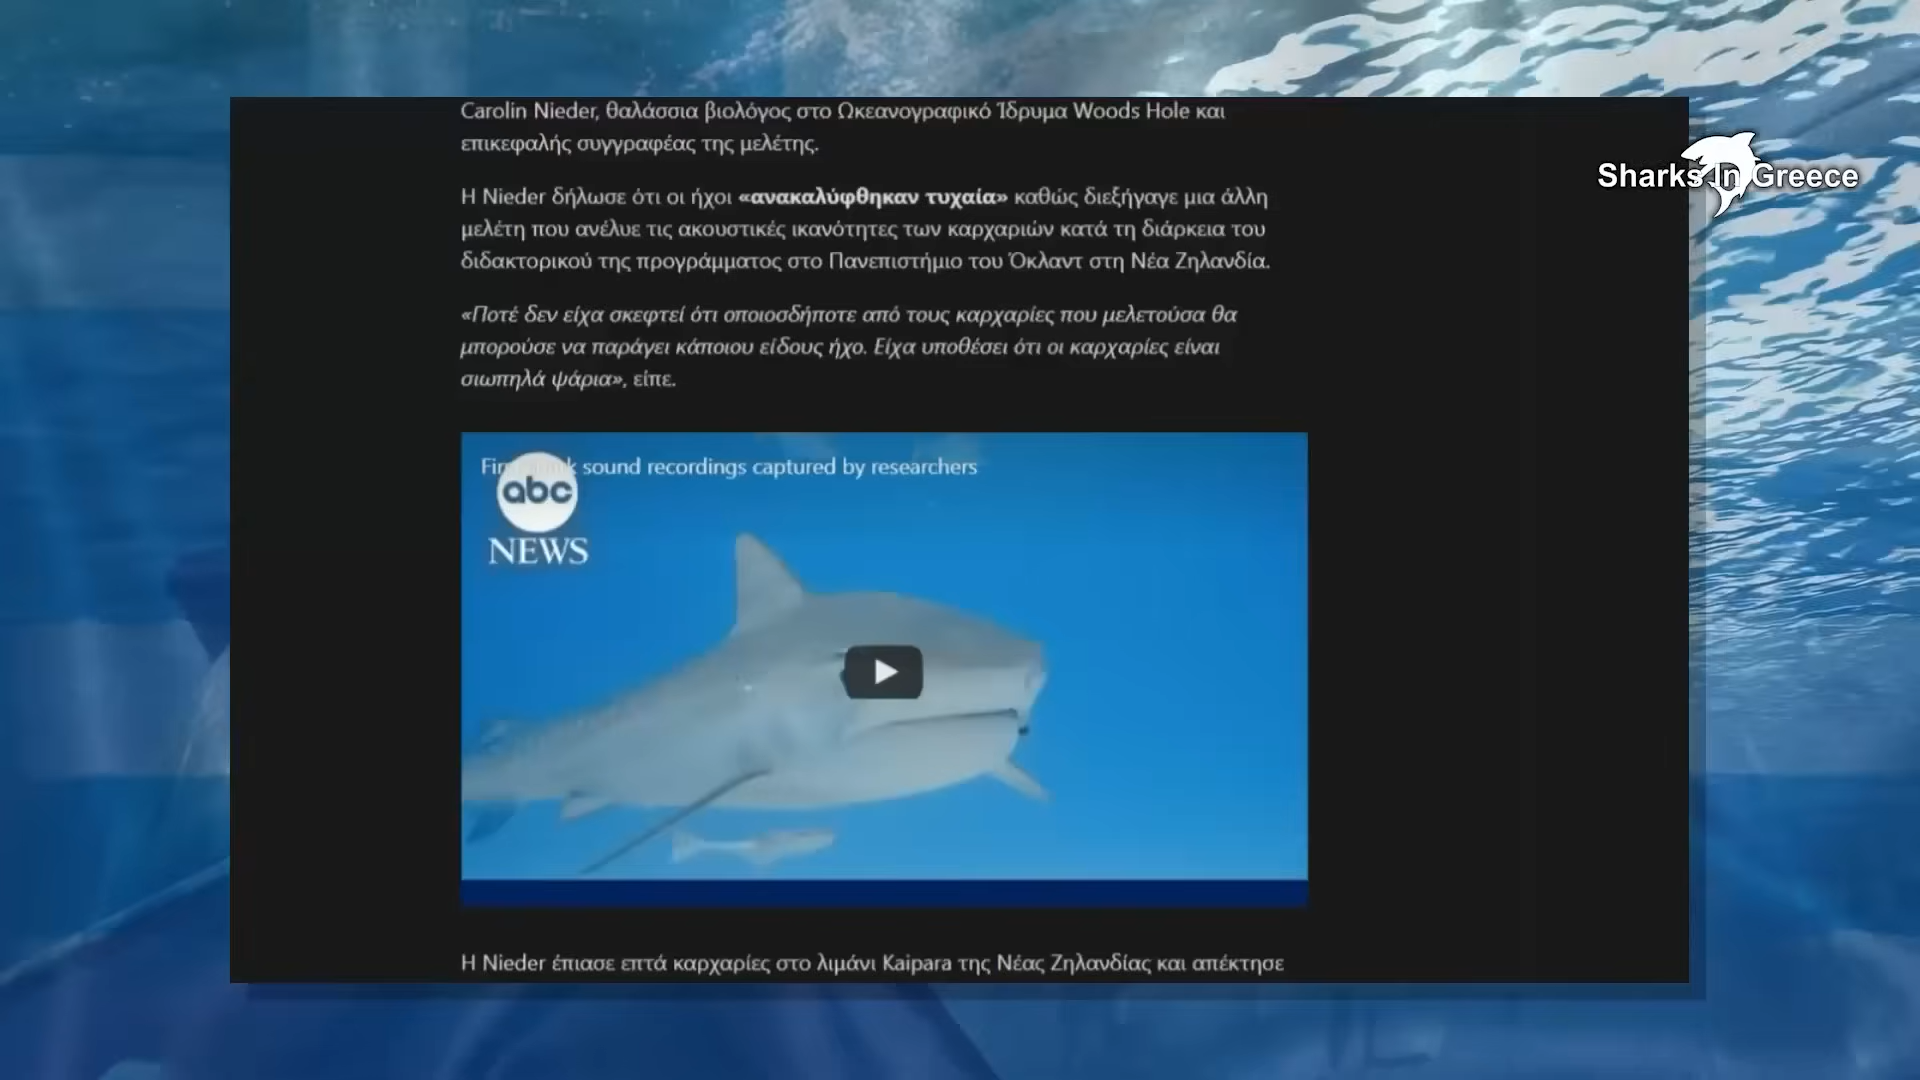 Carolin Nieder, θαλάσσια βιολόγος στο Ωκεανογραφικό Ίδρυμα Woods Hole και
επικεφαλής συγγραφέας της μελέτης.
Sharks In Greece
Η Nieder δήλωσε ότι οι ήχοι «ανακαλύφθηκαν τυχαία» καθώς διεξήγαγε μια άλλη
μελέτη που ανέλυε τις ακουστικές ικανότητες των καρχαριών κατά τη διάρκεια του
διδακτορικού της προγράμματος στο Πανεπιστήμιο του Όκλαντ στη Νέα Ζηλανδία.
«Ποτέ δεν είχα σκεφτεί ότι οποιοσδήποτε από τους καρχαρίες που μελετούσα θα
μπορούσε να παράγει κάποιου είδους ήχο. Είχα υποθέσει ότι οι καρχαρίες είναι
σιωπηλά ψάρια», είπε.
sound recordings captured by researchers
abc
NEWS
Η Nieder έπιασε επτά καρχαρίες στο λιμάνι Kaipara της Νέας Ζηλανδίας και απέκτησε